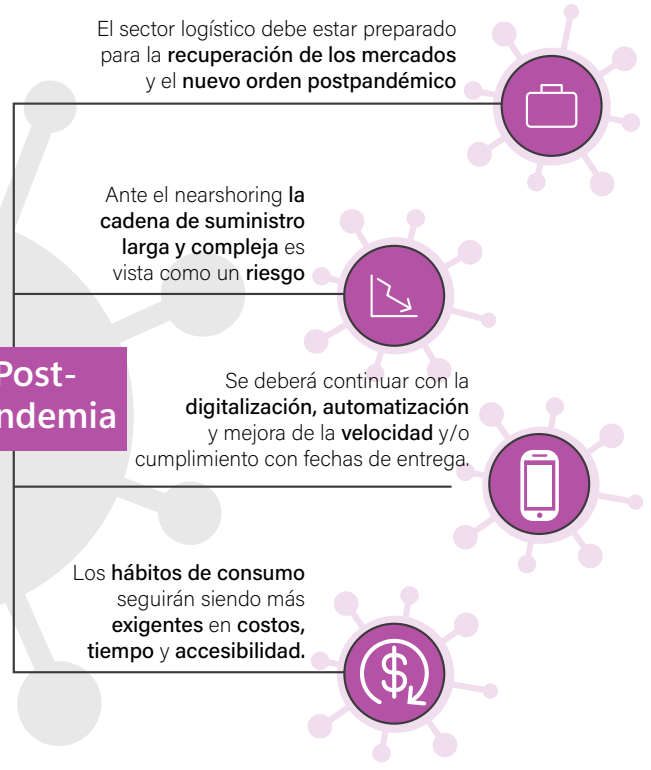 El sector logístico debe estar preparado
para la recuperación de los mercados
y el nuevo orden postpandémico
Ante el nearshoring la
cadena de suministro
larga y compleja es
vista como un riesgo
Post-
ndemia
Se deberá continuar con la
digitalización, automatización
y mejora de la velocidad y/o
cumplimiento con fechas de entrega.
Los hábitos de consumo
seguirán siendo más
exigentes en costos,
tiempo y accesibilidad.
$